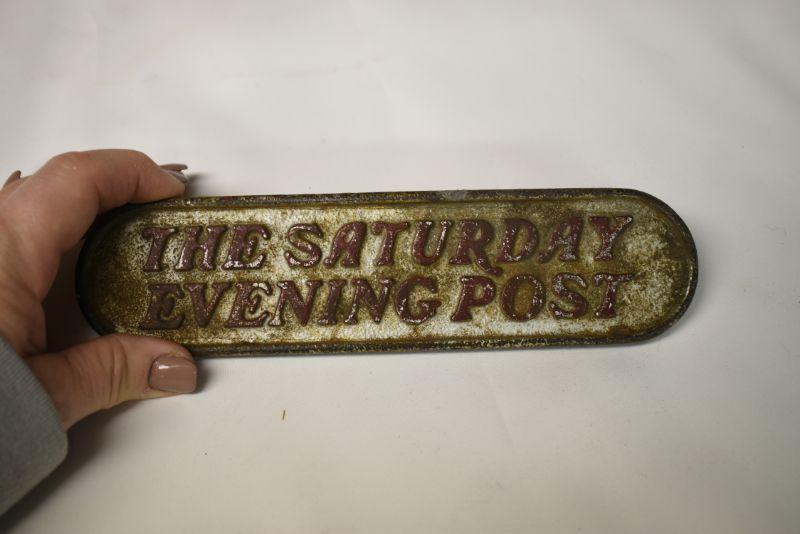 THE SATURDAY
EVENING POST